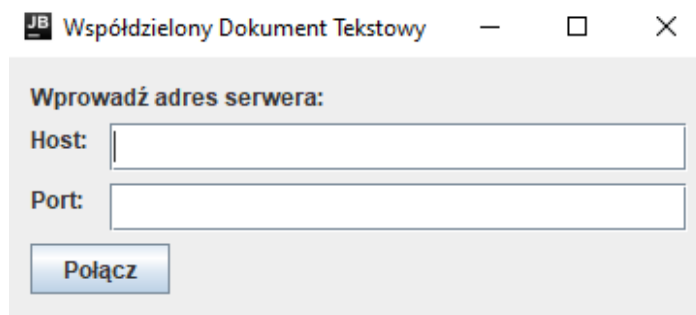 JB Współdzielony Dokument Tekstowy
Wprowadź adres serwera:
Host:
Port:
Połącz